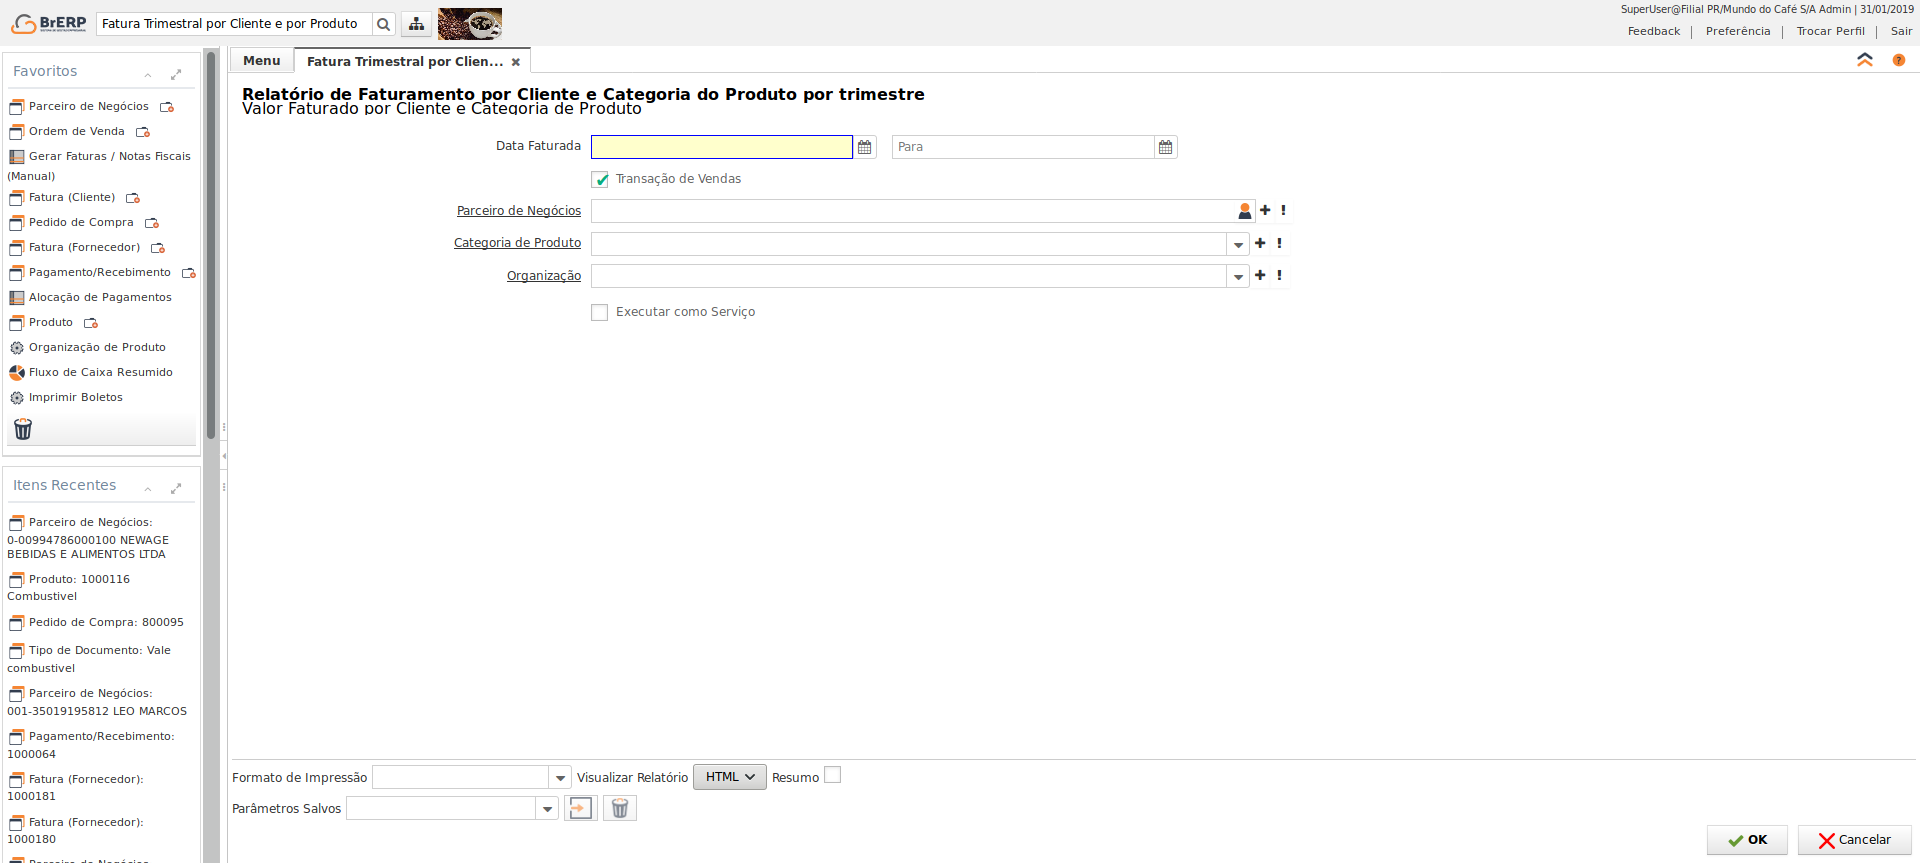 BrERP
Fatura Trimestral por Cliente e por Produto
SuperUser@Filial PR/Mundo do Café S/A Admin | 31/01/2019
Feedback | Preferência | Trocar Perfil | Sair
Favoritos
Parceiro de Negócios
Ordem de Venda
Gerar Faturas / Notas Fiscais
(Manual)
Fatura (Cliente)
Pedido de Compra
Fatura (Fornecedor)
Pagamento/Recebimento
Alocação de Pagamentos
Produto
Organização de Produto
Fluxo de Caixa Resumido
Imprimir Boletos
Itens Recentes
Parceiro de Negócios:
0-00994786000100 NEWAGE
BEBIDAS E ALIMENTOS LTDA
Produto: 1000116
Combustivel
Pedido de Compra: 800095
Tipo de Documento: Vale
combustivel
Parceiro de Negócios:
001-35019195812 LEO MARCOS
Pagamento/Recebimento:
1000064
Fatura (Fornecedor):
1000181
Fatura (Fornecedor):
1000180
Parceiro de Negócios
Menu
Fatura Trimestral por Clien...
Relatório de Faturamento por Cliente e Categoria do Produto por trimestre
Valor Faturado por Cliente e Categoria de Produto
Data Faturada
Para
Transação de Vendas
Parceiro de Negócios
Categoria de Produto
Organização
Executar como Serviço
Formato de Impressão
Visualizar Relatório
HTML
Resumo
Parâmetros Salvos
OK
Cancelar